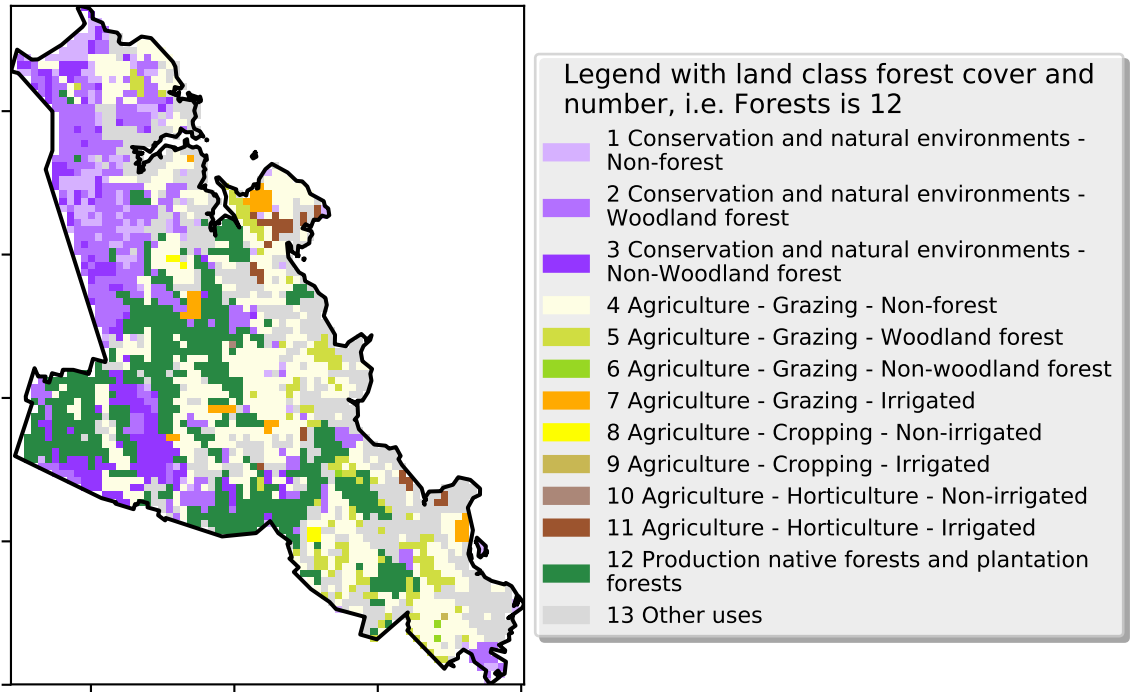 Legend with land class forest cover and
number, i.e. Forests is 12
1 Conservation and natural environments -
Non-forest
2 Conservation and natural environments -
Woodland forest
3 Conservation and natural environments -
Non-Woodland forest
4 Agriculture - Grazing - Non-forest
5 Agriculture - Grazing - Woodland forest
6 Agriculture - Grazing - Non-woodland forest
7 Agriculture - Grazing - Irrigated
8 Agriculture - Cropping - Non-irrigated
9 Agriculture - Cropping - Irrigated
10 Agriculture - Horticulture - Non-irrigated
11 Agriculture - Horticulture - Irrigated
12 Production native forests and plantation
forests
13 Other uses